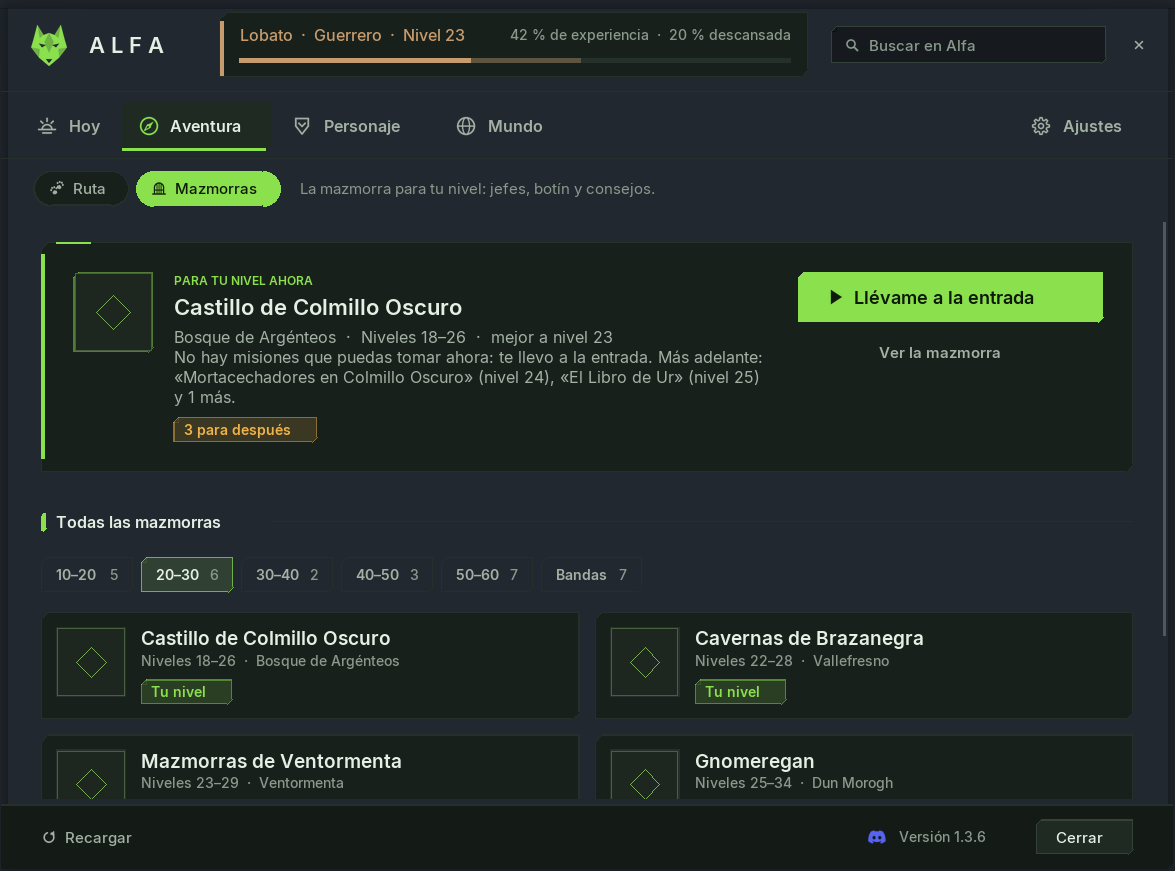 ALFA
Lobato · Guerrero · Nivel 23
42 % de experiencia · 20 % descansada
Buscar en Alfa
×
Hoy
Aventura
Personaje
Mundo
Ajustes
Ruta
Mazmorras
La mazmorra para tu nivel: jefes, botín y consejos.
PARA TU NIVEL AHORA
Castillo de Colmillo Oscuro
Bosque de Argénteos · Niveles 18–26 · mejor a nivel 23
No hay misiones que puedas tomar ahora: te llevo a la entrada. Más adelante:
«Mortacechadores en Colmillo Oscuro» (nivel 24), «El Libro de Ur» (nivel 25)
y 1 más.
3 para después
Llévame a la entrada
Ver la mazmorra
Todas las mazmorras
10–20 5
20–30 6
30–40 2
40–50 3
50–60 7
Bandas 7
Castillo de Colmillo Oscuro
Niveles 18–26 · Bosque de Argénteos
Tu nivel
Cavernas de Brazanegra
Niveles 22–28 · Vallefresno
Tu nivel
Mazmorras de Ventormenta
Niveles 23–29 · Ventormenta
Gnomeregan
Niveles 25–34 · Dun Morogh
Recargar
Versión 1.3.6
Cerrar